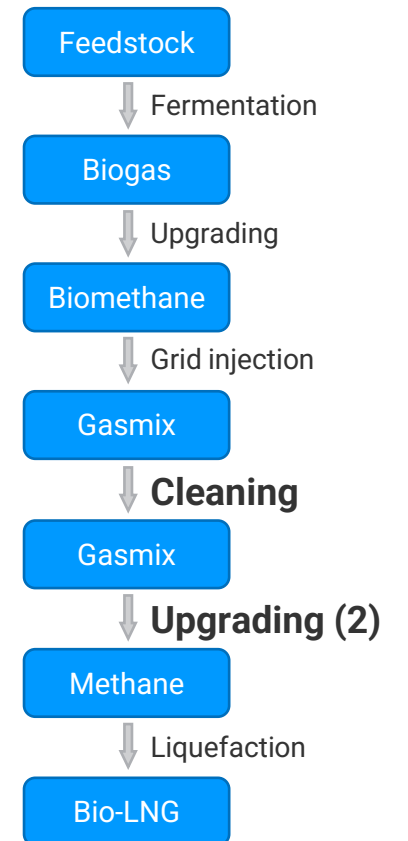 Feedstock
Fermentation
Biogas
Upgrading
Biomethane
Grid injection
Gasmix
Cleaning
Gasmix
Upgrading (2)
Methane
Liquefaction
Bio-LNG